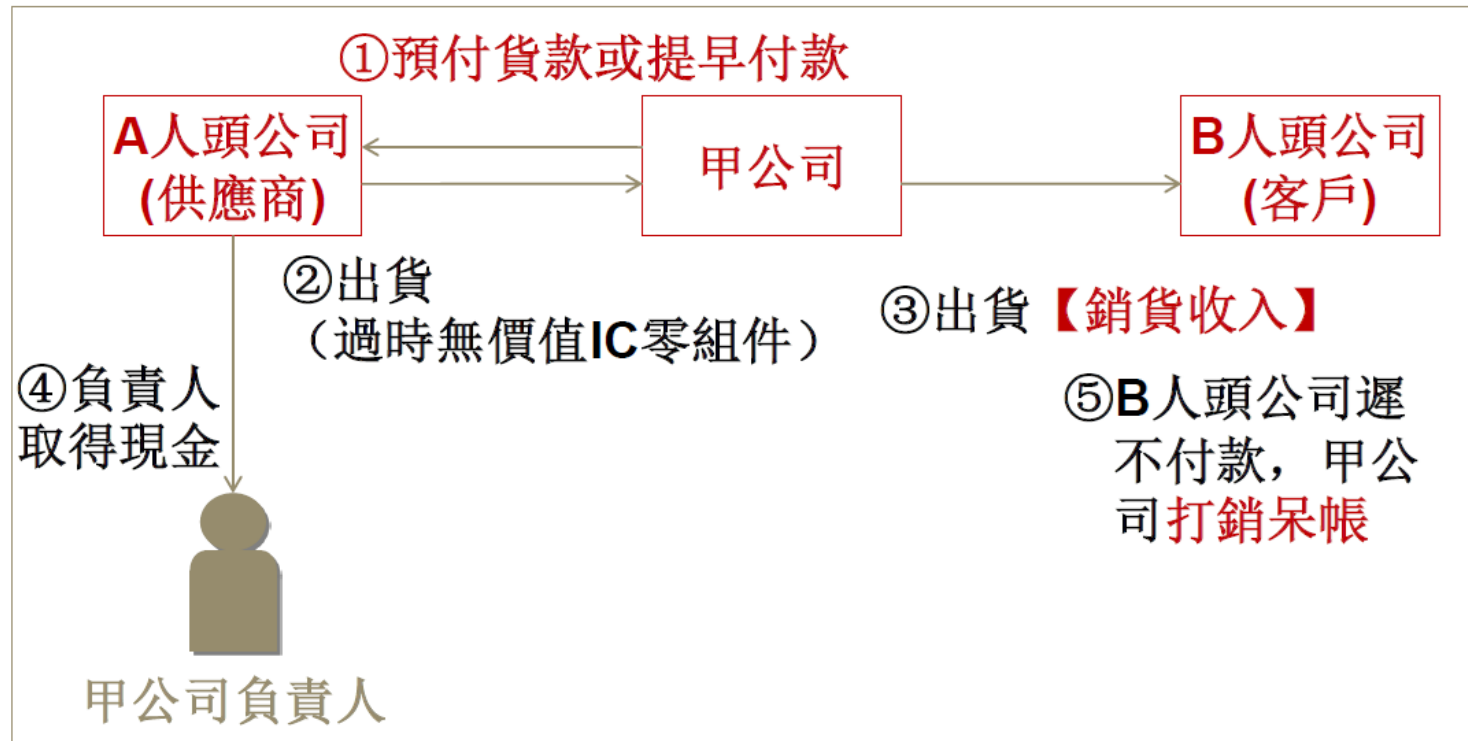 ①預付貨款或提早付款
A人頭公司
(供應商)
甲公司
B人頭公司
(客戶)
②出貨
（過時無價值IC零組件）
③出貨【銷貨收入】
④負責人
取得現金
⑤B人頭公司遲
不付款，甲公
司打銷呆帳
甲公司負責人